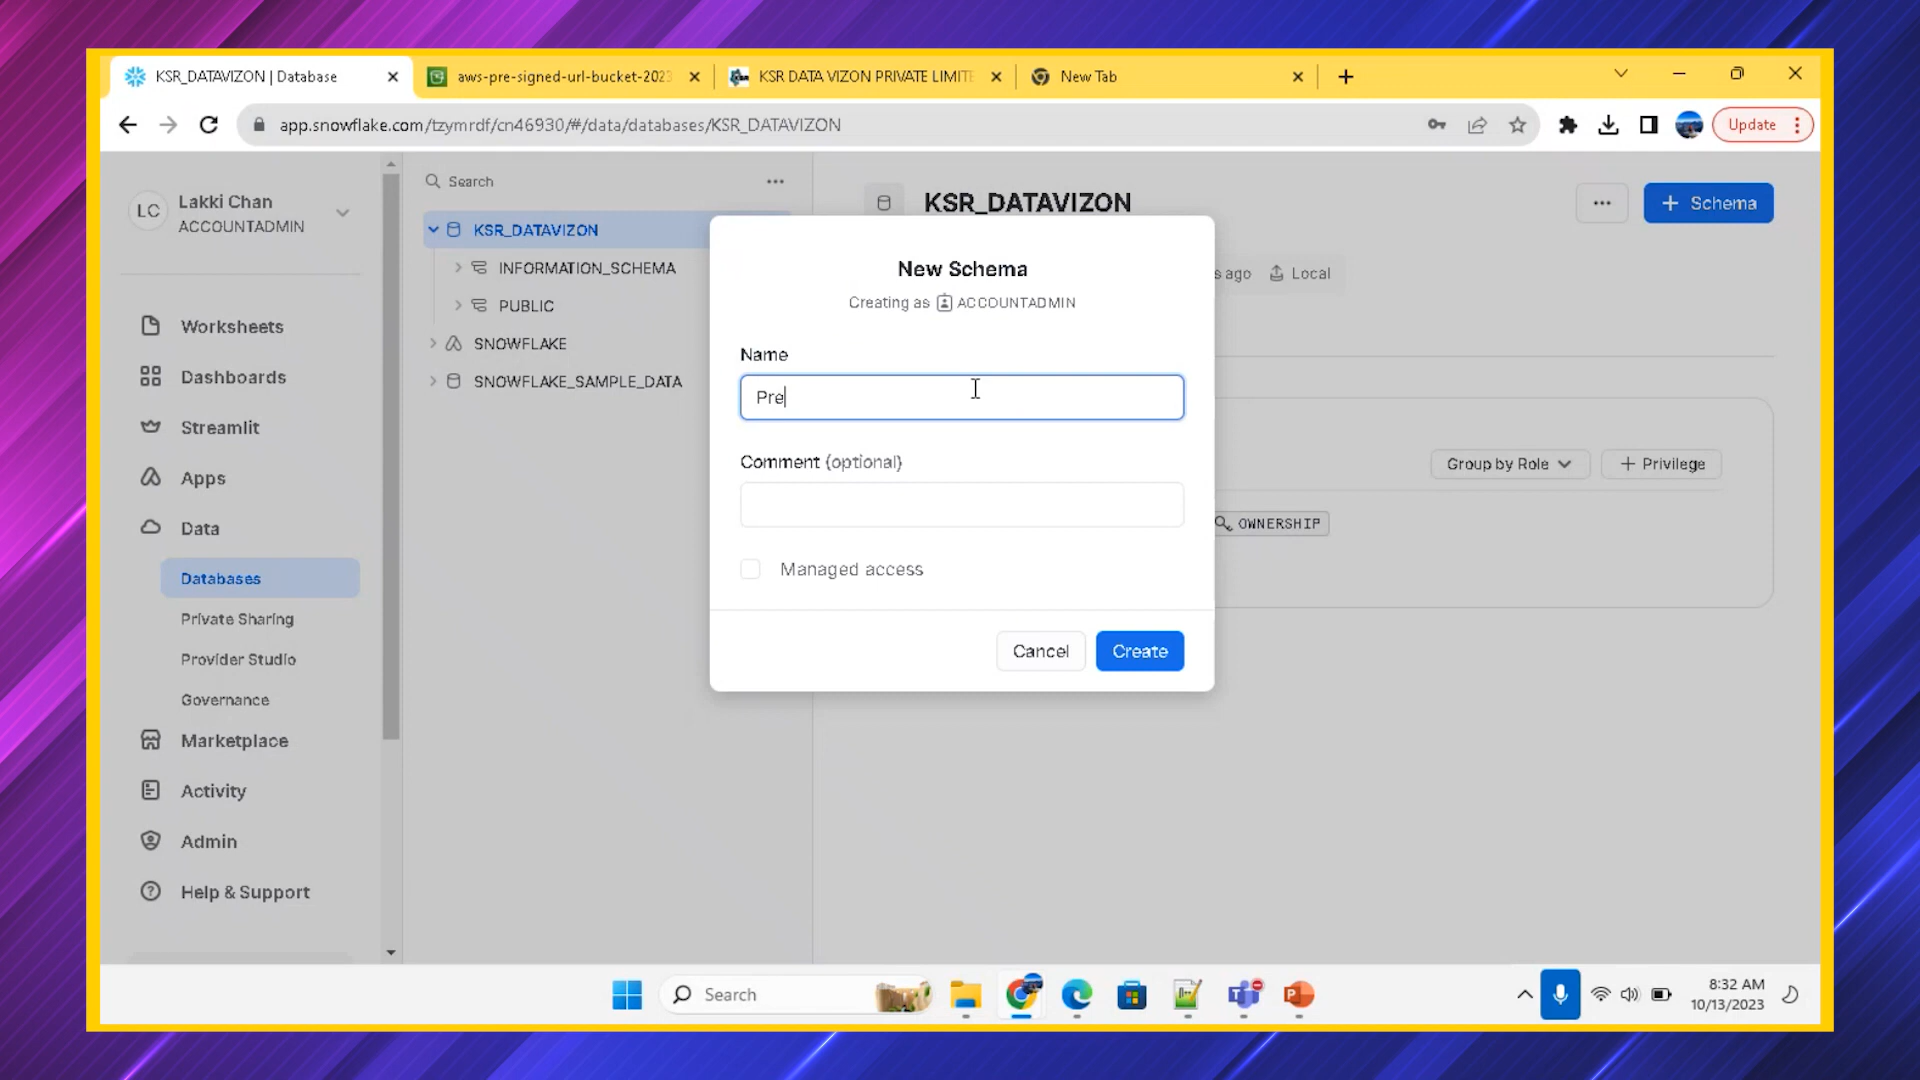 KSR_DATAVIZON | Database
aws-pre-signed-url-bucket-202
KSR DATA VIZON PRIVATE LIMITE
New Tab
app.snowflake.com/tzymrdf/cn46930/#/data/databases/KSR_DATAVIZON
Update
LC
Lakki Chan
ACCOUNTADMIN
Worksheets
Dashboards
Streamlit
Apps
Data
Databases
Private Sharing
Provider Studio
Governance
Marketplace
Activity
Admin
Help & Support
Search
KSR_DATAVIZON
INFORMATION_SCHEMA
PUBLIC
SNOWFLAKE
SNOWFLAKE_SAMPLE_DATA
KSR_DATAVIZON
+ Schema
s ago
Local
Group by Role
+ Privilege
OWNERSHIP
New Schema
Creating as ACCOUNTADMIN
Name
Pre
Comment (optional)
Managed access
Cancel
Create
Search
8:32 AM
10/13/2023